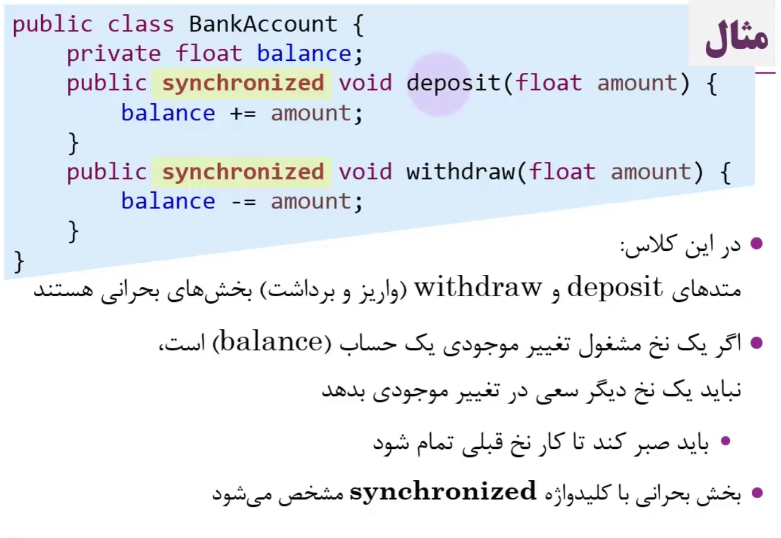 مثال
public class BankAccount {
    private float balance;
    public synchronized void deposit(float amount) {
        balance += amount;
    }
    public synchronized void withdraw(float amount) {
        balance -= amount;
    }
}
• در این کلاس:
متدهای deposit و withdraw (واریز و برداشت) بخش‌های بحرانی هستند
• اگر یک نخ مشغول تغییر موجودی یک حساب (balance) است،
نباید یک نخ دیگر سعی در تغییر موجودی بدهد
• باید صبر کند تا کار نخ قبلی تمام شود
• بخش بحرانی با کلیدواژه synchronized مشخص می‌شود